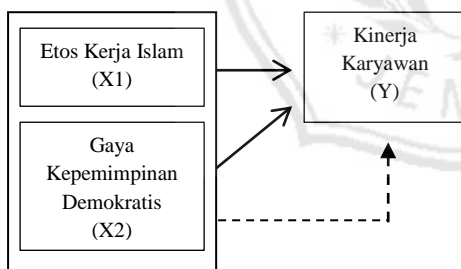 Etos Kerja Islam
(X1)
Gaya
Kepemimpinan
Demokratis
(X2)
Kinerja
Karyawan
(Y)